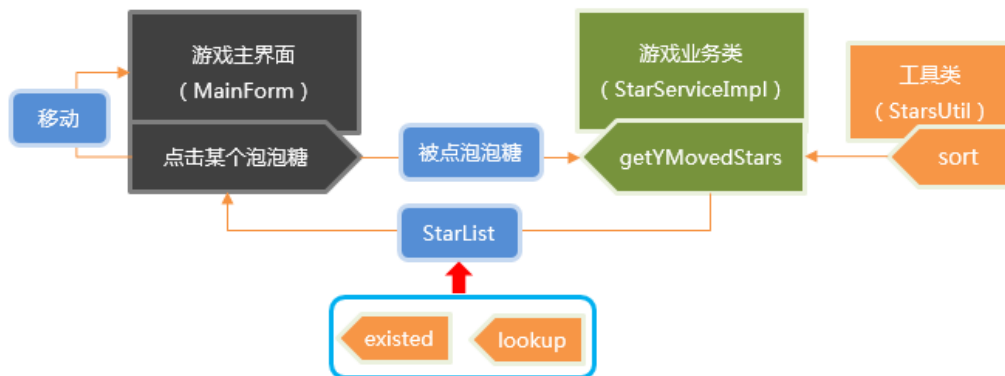 游戏主界面
（MainForm）
移动
点击某个泡泡糖
被点泡泡糖
游戏业务类
（StarServiceImpl）
getYMovedStars
工具类
（StarsUtil）
sort
StarList
existed
lookup